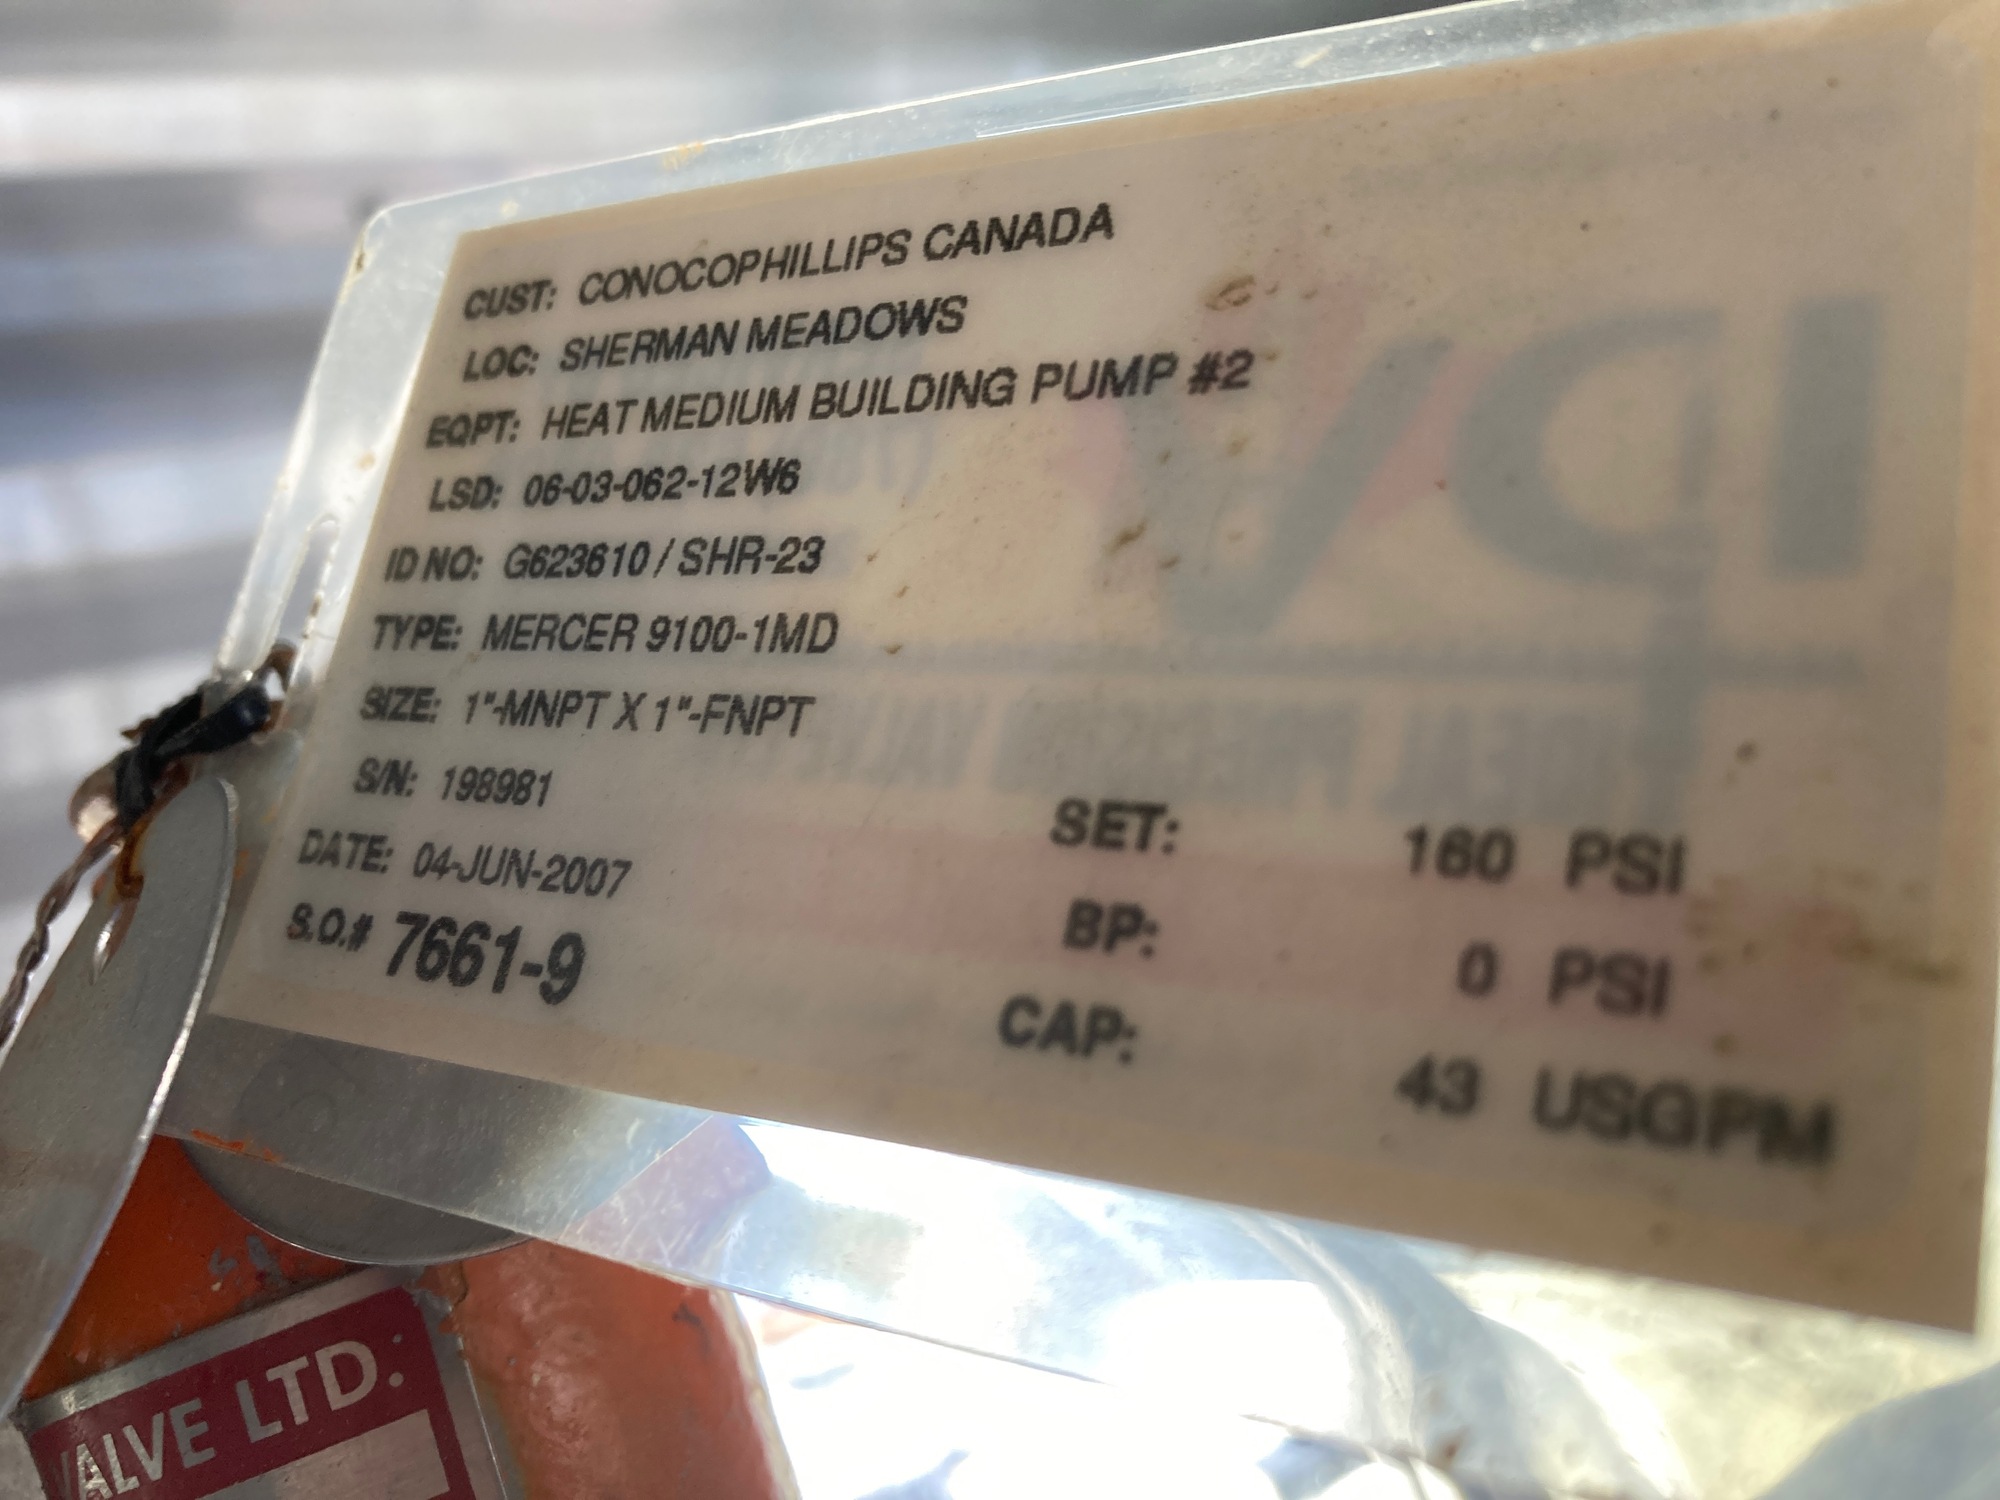 CUST: CONOCOPHILLIPS CANADA
LOC: SHERMAN MEADOWS
EQPT: HEAT MEDIUM BUILDING PUMP #2
LSD: 06-03-062-12W6
ID NO: G623610 / SHR-23
TYPE: MERCER 9100-1MD
SIZE: 1"-MNPT X 1"-FNPT
S/N: 198981
DATE: 04-JUN-2007
S.O.# 7661-9
SET: 160 PSI
BP: 0 PSI
CAP: 43 USGPM
VALVE LTD.